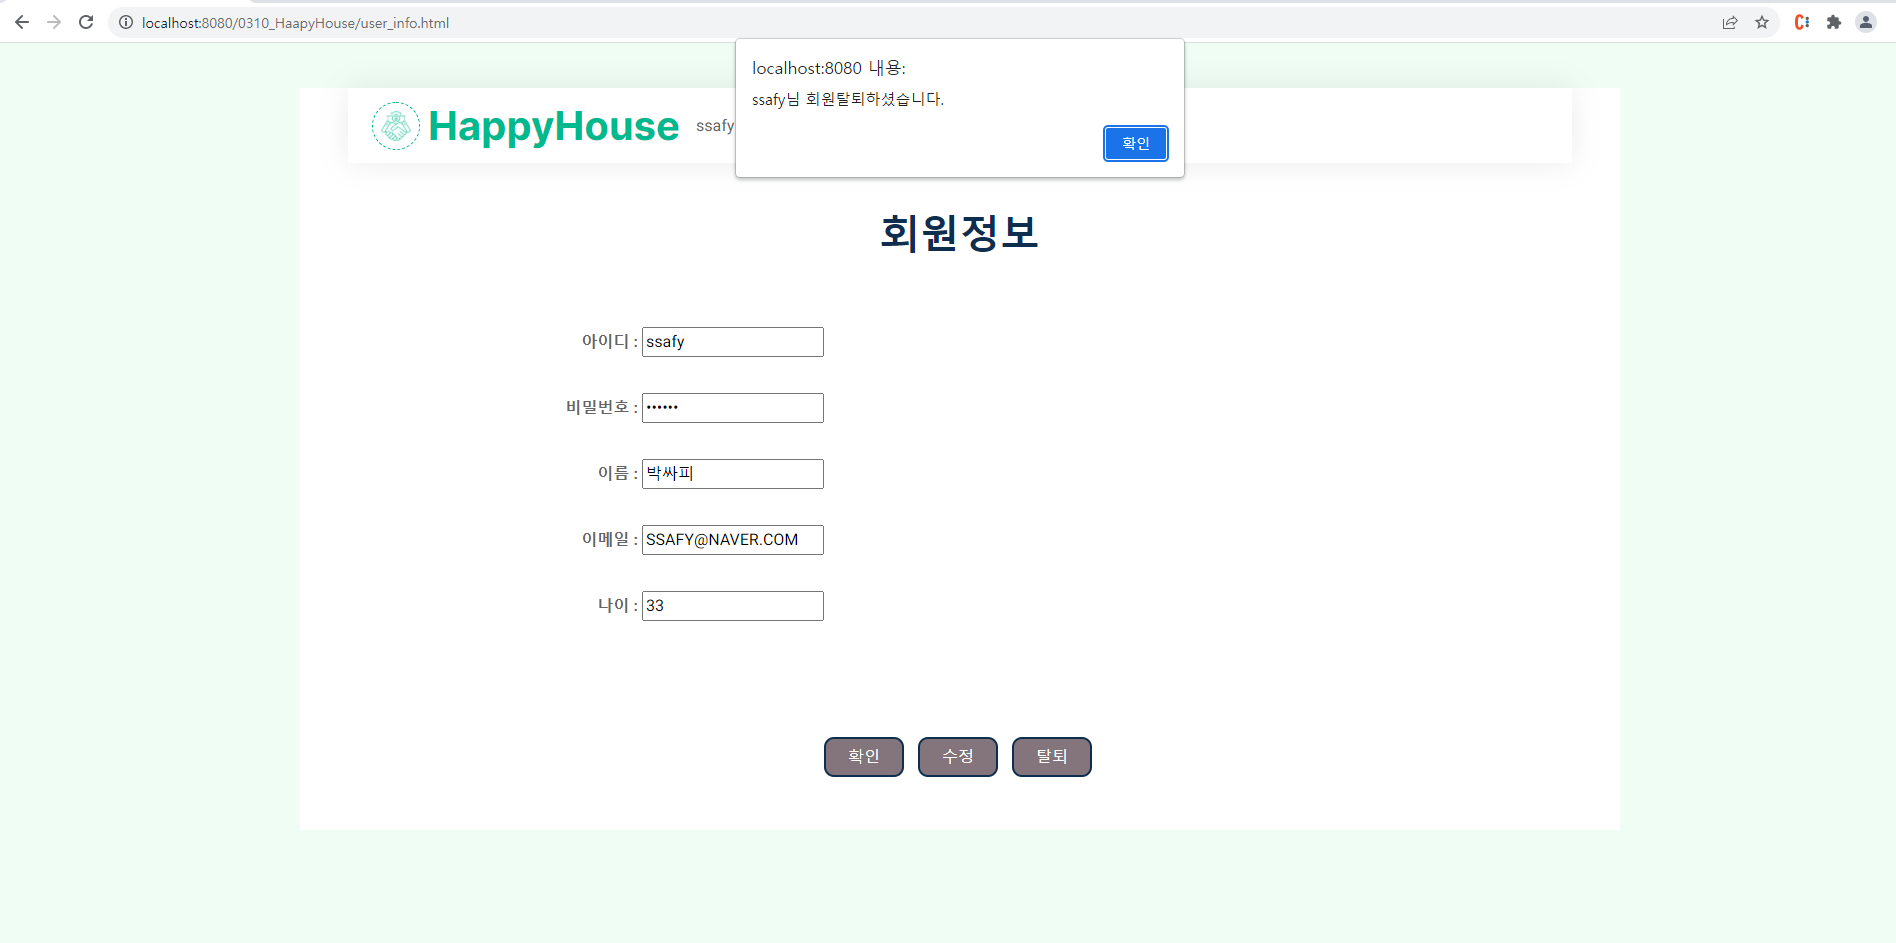 localhost:8080/0310_HaapyHouse/user_info.html
localhost:8080 내용:
ssafy님 회원탈퇴하셨습니다.
확인
HappyHouse ssafy
회원정보
아이디 : ssafy
비밀번호 : ••••••
이름 : 박싸피
이메일 : SSAFY@NAVER.COM
나이 : 33
확인 수정 탈퇴